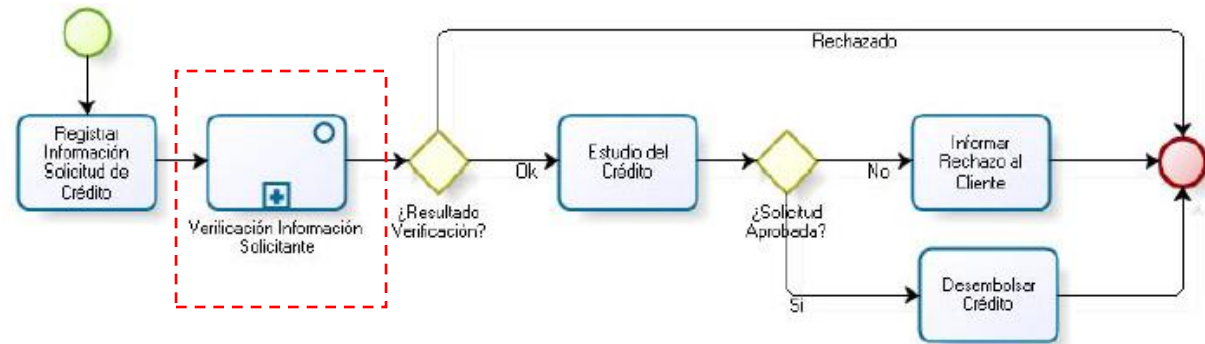 Rechazado
Registrar
Información
Solicitud de
Crédito
Verificación Información
Solicitante
¿Resultado
Verificación?
Ok
Estudio del
Crédito
¿Solicitud
Aprobada?
No
Informar
Rechazo al
Cliente
Si
Desembolsar
Crédito